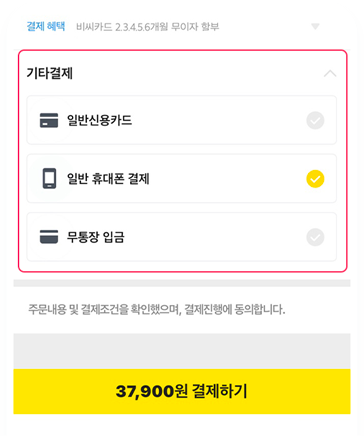 결제 혜택 비씨카드 2.3.4.5.6개월 무이자 할부
기타결제
일반신용카드
일반 휴대폰 결제
무통장 입금
주문내용 및 결제조건을 확인했으며, 결제진행에 동의합니다.
37,900원 결제하기